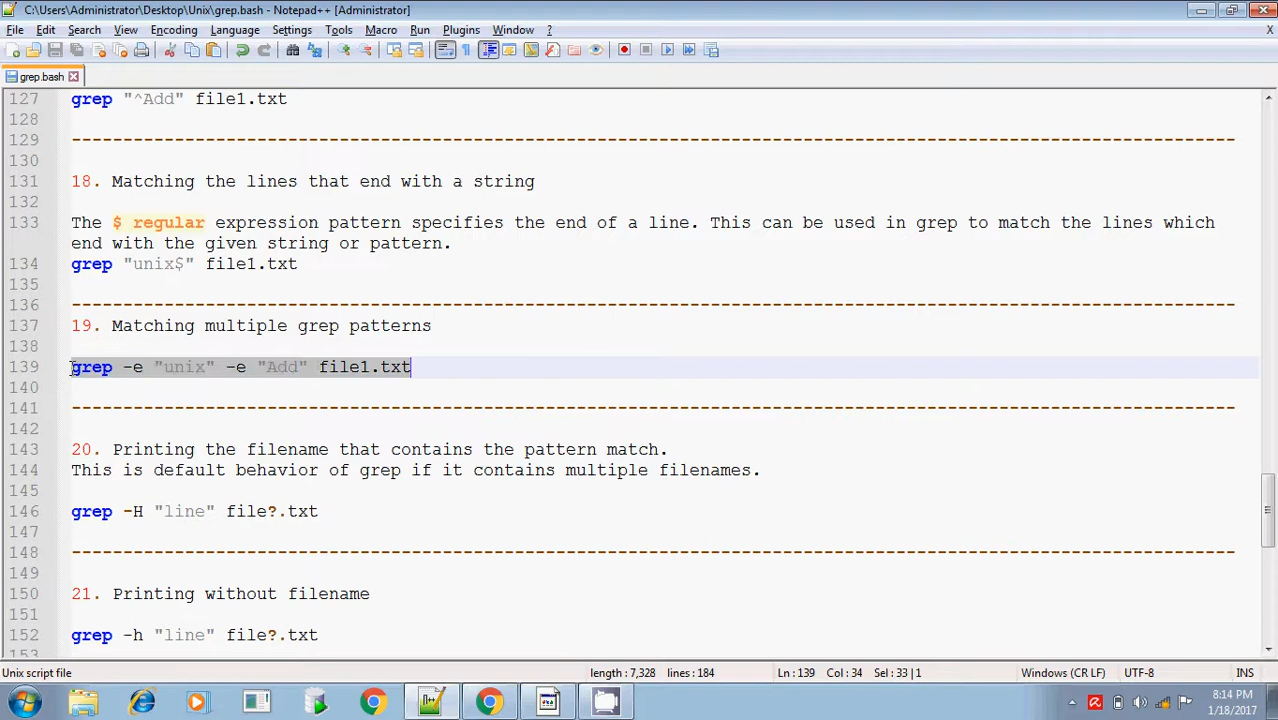 C:\Users\Administrator\Desktop\Unix\grep.bash - Notepad++ [Administrator]
File Edit Search View Encoding Language Settings Tools Macro Run Plugins Window ? X
grep.bash
127 grep "^Add" file1.txt
128
129 ----------------------------------------------------------------------------------------------------------------
130
131 18. Matching the lines that end with a string
132
133 The $ regular expression pattern specifies the end of a line. This can be used in grep to match the lines which
end with the given string or pattern.
134 grep "unix$" file1.txt
135
136 ----------------------------------------------------------------------------------------------------------------
137 19. Matching multiple grep patterns
138
139 grep -e "unix" -e "Add" file1.txt
140
141 ----------------------------------------------------------------------------------------------------------------
142
143 20. Printing the filename that contains the pattern match.
144 This is default behavior of grep if it contains multiple filenames.
145
146 grep -H "line" file?.txt
147
148 ----------------------------------------------------------------------------------------------------------------
149
150 21. Printing without filename
151
152 grep -h "line" file?.txt
153
Unix script file length : 7,328 lines : 184 Ln : 139 Col : 34 Sel : 33 | 1 Windows (CR LF) UTF-8 INS
8:14 PM
1/18/2017